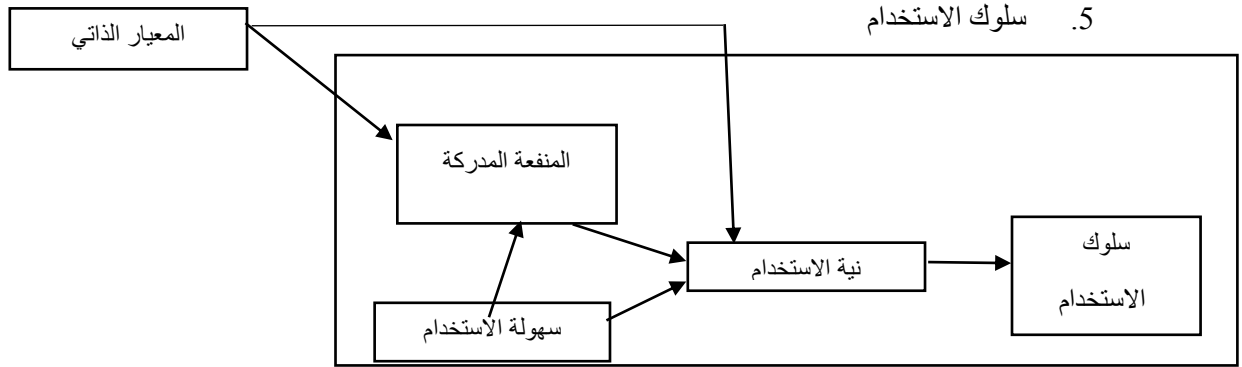 5. سلوك الاستخدام
المعيار الذاتي
المنفعة المدركة
سلوك
الاستخدام
نية الاستخدام
سهولة الاستخدام